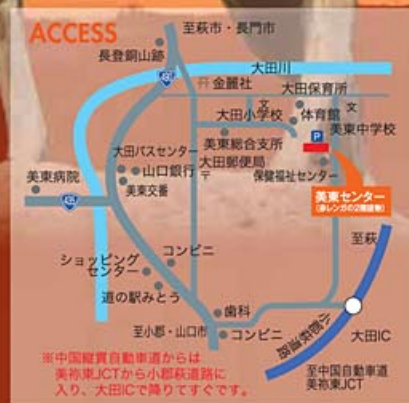 ACCESS
至萩市・長門市
長登銅山跡
490
大田川
金麗社
大田保育所
文
文
大田小学校
体育館
美東中学校
P
美東総合支所
大田バスセンター
大田郵便局
〒
山口銀行
保健福祉センター
美東交番
美東病院
435
美東センター
(赤レンガの2階建物)
至萩
コンビニ
ショッピング
センター
道の駅みとう
歯科
至小郡・山口市
コンビニ
大田IC
小郡萩道路
至中国自動車道
美祢東JCT
※中国縦貫自動車道からは
美祢東JCTから小郡萩道路に
入り、大田ICで降りてすぐです。